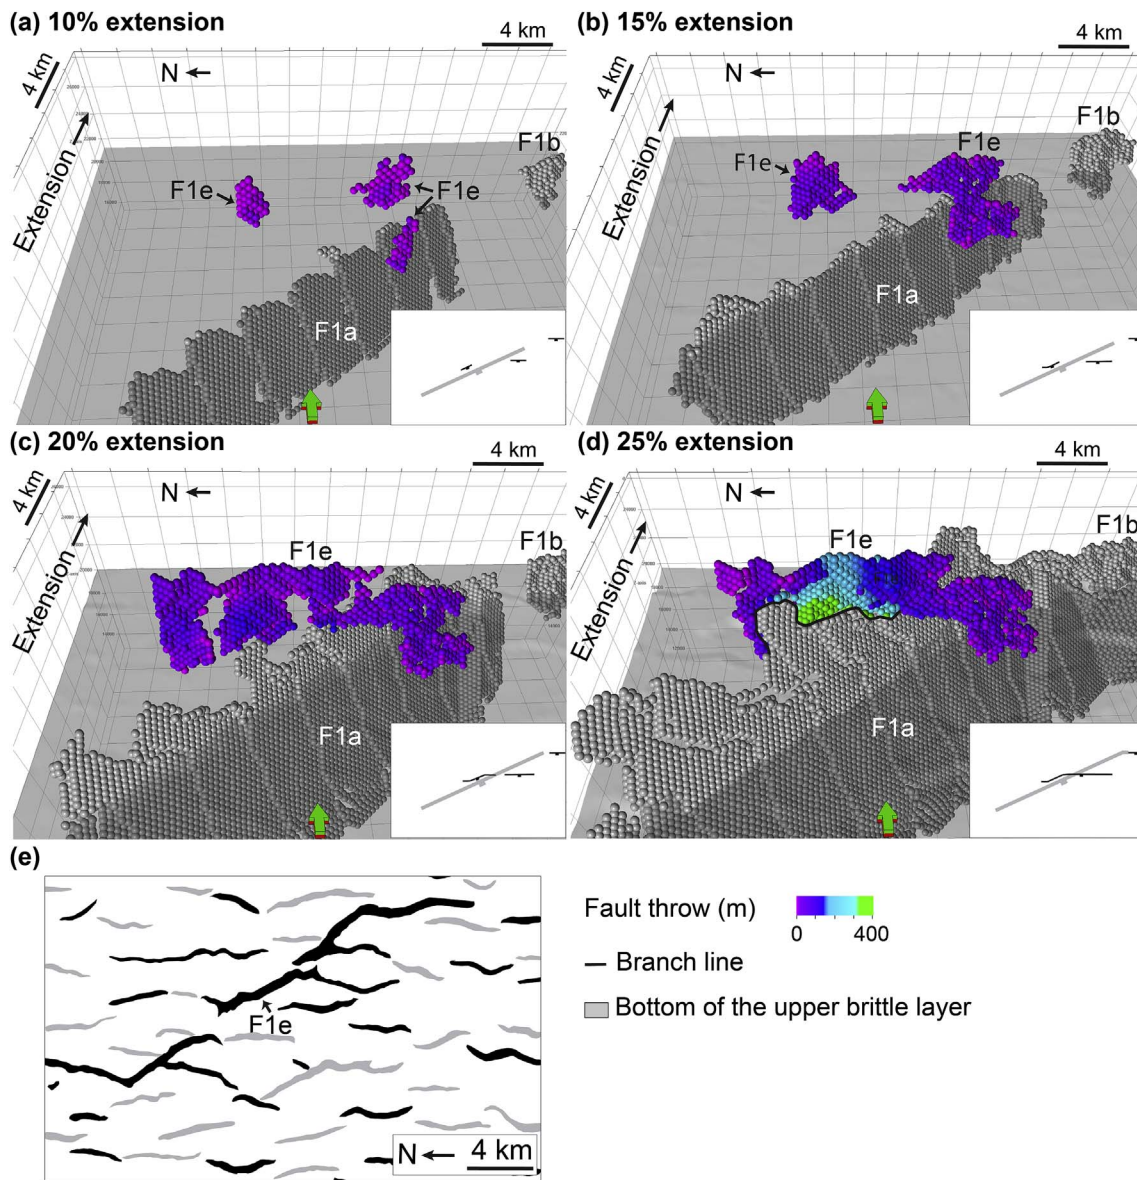 (a) 10% extension
4 km
4 km
N
Extension
F1b
F1e
F1e
F1a
(b) 15% extension
4 km
4 km
N
Extension
F1b
F1e
F1e
F1a
(c) 20% extension
4 km
4 km
N
Extension
F1b
F1e
F1a
(d) 25% extension
4 km
4 km
N
Extension
F1b
F1e
F1a
(e)
F1e
N
4 km
Fault throw (m)
0 400
Branch line
Bottom of the upper brittle layer